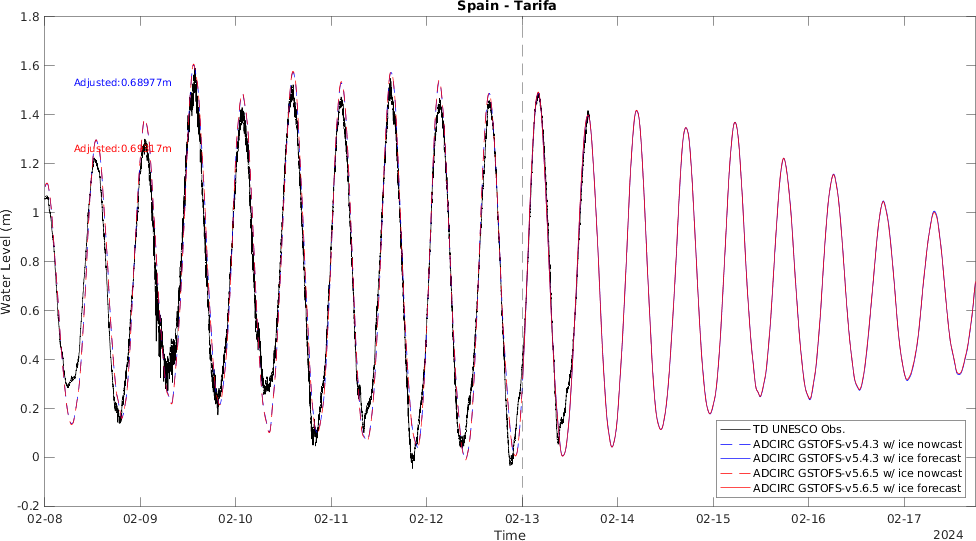 Spain - Tarifa
1.8
1.6
1.4
1.2
1
0.8
0.6
0.4
0.2
0
-0.2
Water Level (m)
Adjusted:0.68977m
TD UNESCO Obs.
ADCIRC GSTOFS-v5.4.3 w/ ice nowcast
ADCIRC GSTOFS-v5.4.3 w/ ice forecast
ADCIRC GSTOFS-v5.6.5 w/ ice nowcast
ADCIRC GSTOFS-v5.6.5 w/ ice forecast
02-08 02-09 02-10 02-11 02-12 02-13 02-14 02-15 02-16 02-17
Time
2024